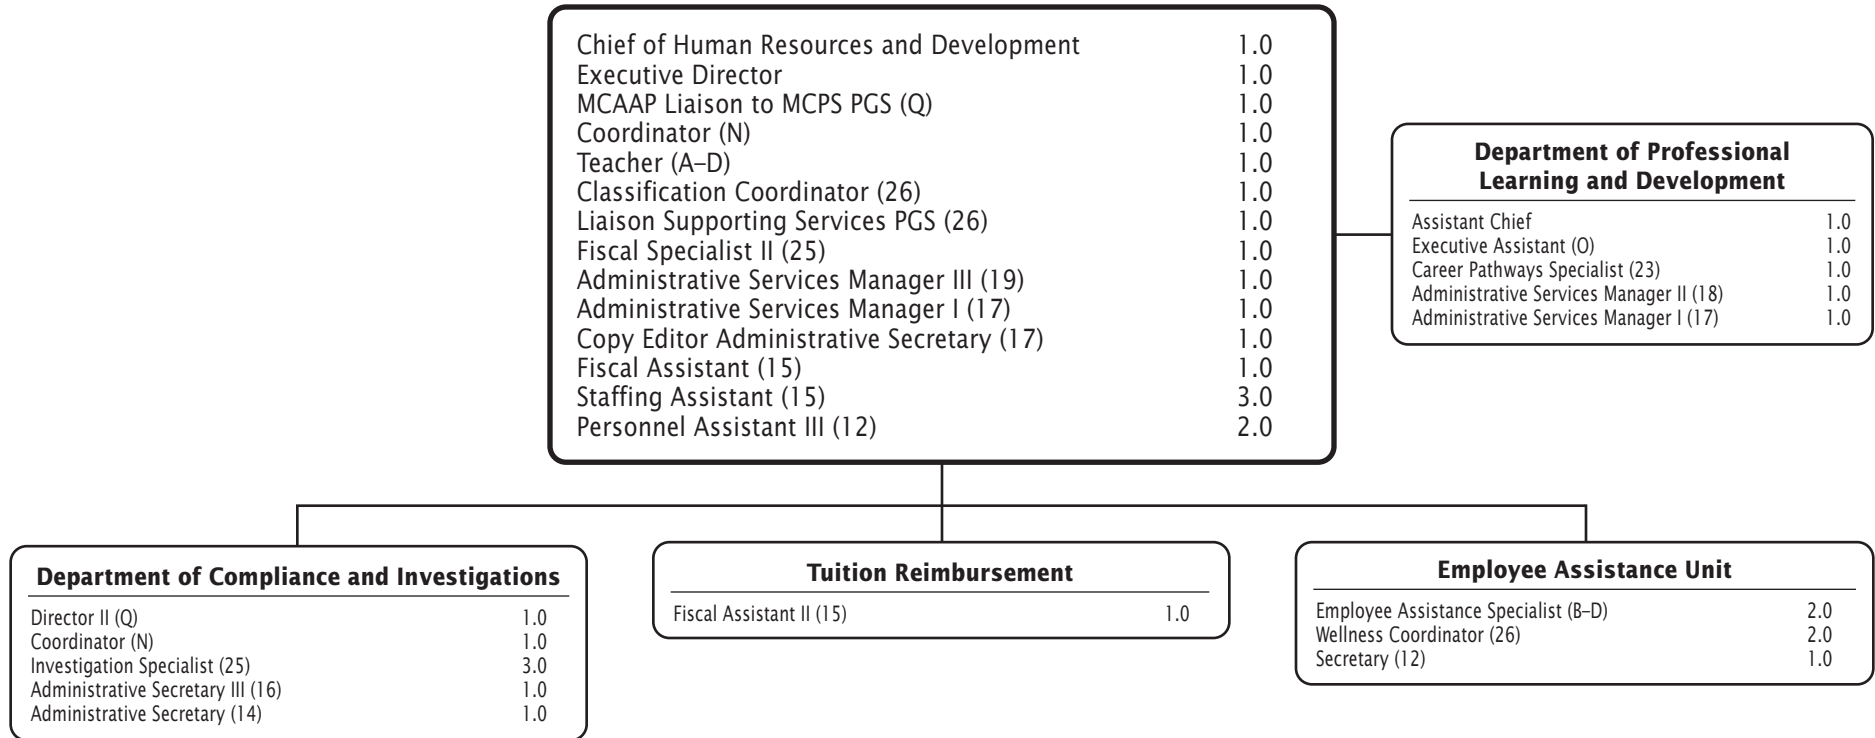 Chief of Human Resources and Development 1.0
Executive Director 1.0
MCAAP Liaison to MCPS PGS (Q) 1.0
Coordinator (N) 1.0
Teacher (A–D) 1.0
Classification Coordinator (26) 1.0
Liaison Supporting Services PGS (26) 1.0
Fiscal Specialist II (25) 1.0
Administrative Services Manager III (19) 1.0
Administrative Services Manager I (17) 1.0
Copy Editor Administrative Secretary (17) 1.0
Fiscal Assistant (15) 1.0
Staffing Assistant (15) 3.0
Personnel Assistant III (12) 2.0
Department of Professional
Learning and Development
Assistant Chief 1.0
Executive Assistant (O) 1.0
Career Pathways Specialist (23) 1.0
Administrative Services Manager II (18) 1.0
Administrative Services Manager I (17) 1.0
Department of Compliance and Investigations
Director II (Q) 1.0
Coordinator (N) 1.0
Investigation Specialist (25) 3.0
Administrative Secretary III (16) 1.0
Administrative Secretary (14) 1.0
Tuition Reimbursement
Fiscal Assistant II (15) 1.0
Employee Assistance Unit
Employee Assistance Specialist (B–D) 2.0
Wellness Coordinator (26) 2.0
Secretary (12) 1.0